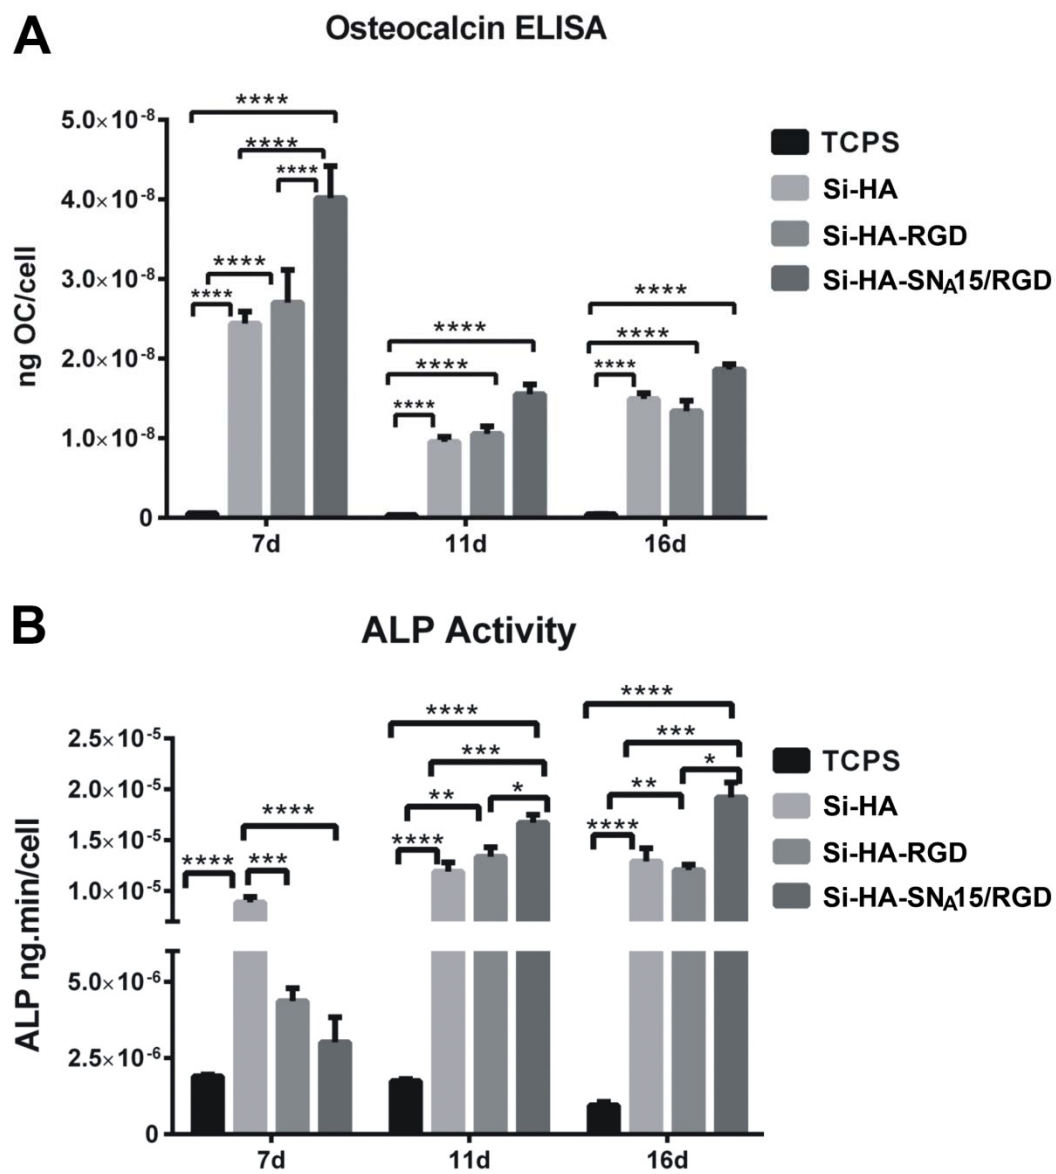 A
Osteocalcin ELISA
ng OC/cell
5.0×10⁻⁸
4.0×10⁻⁸
3.0×10⁻⁸
2.0×10⁻⁸
1.0×10⁻⁸
0
****
****
****
****
****
****
****
****
****
****
****
7d
11d
16d
TCPS
Si-HA
Si-HA-RGD
Si-HA-SN_A15/RGD
B
ALP Activity
ALP ng.min/cell
2.5×10⁻⁵
2.0×10⁻⁵
1.5×10⁻⁵
1.0×10⁻⁵
5.0×10⁻⁶
2.5×10⁻⁶
0
****
**** ***
****
***
**
*
****
****
***
*
**
****
7d
11d
16d
TCPS
Si-HA
Si-HA-RGD
Si-HA-SN_A15/RGD